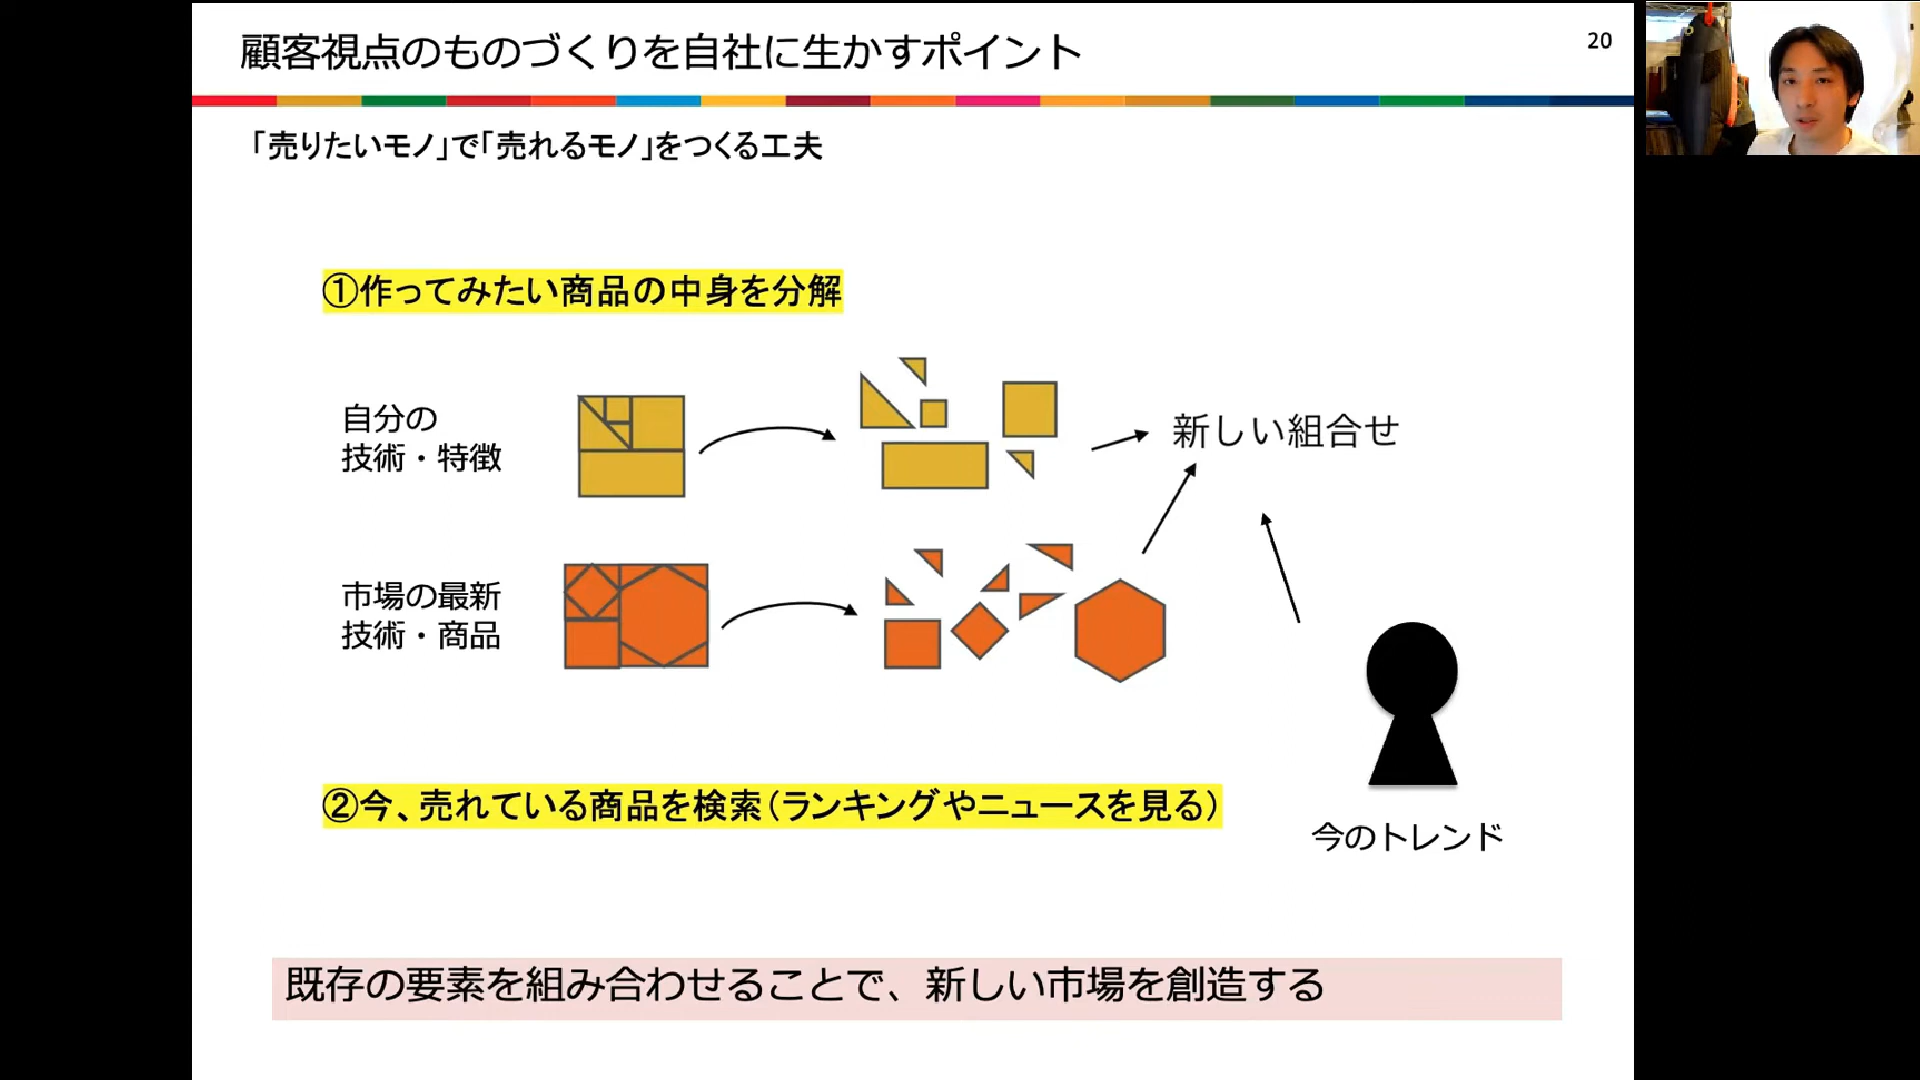 顧客視点のものづくりを自社に生かすポイント
20
「売りたいモノ」で「売れるモノ」をつくる工夫
①作ってみたい商品の中身を分解
自分の
技術・特徴
新しい組合せ
市場の最新
技術・商品
②今、売れている商品を検索（ランキングやニュースを見る）
今のトレンド
既存の要素を組み合わせることで、新しい市場を創造する